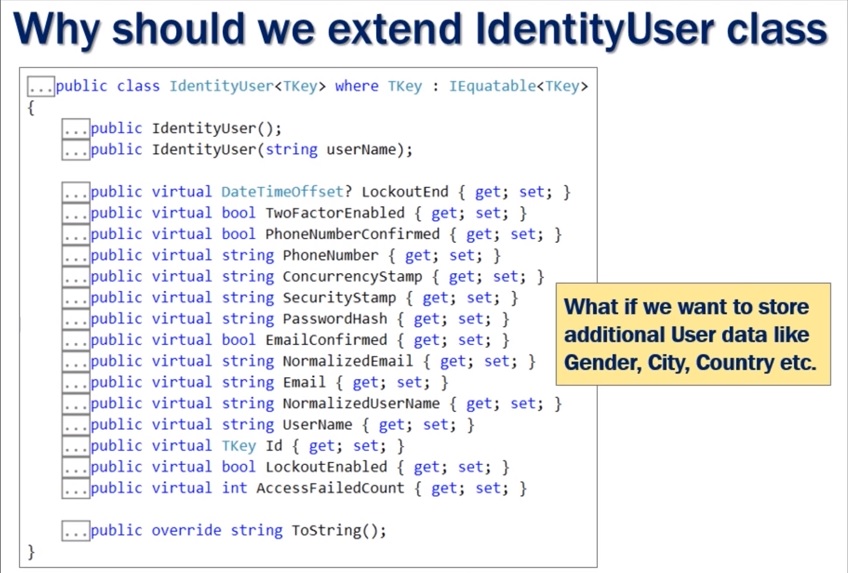 Why should we extend IdentityUser class
...public class IdentityUser<TKey> where TKey : IEquatable<TKey>
{
...public IdentityUser();
...public IdentityUser(string userName);
...public virtual DateTimeOffset? LockoutEnd { get; set; }
...public virtual bool TwoFactorEnabled { get; set; }
...public virtual bool PhoneNumberConfirmed { get; set; }
...public virtual string PhoneNumber { get; set; }
...public virtual string ConcurrencyStamp { get; set; }
...public virtual string SecurityStamp { get; set; }
...public virtual string PasswordHash { get; set; }
...public virtual bool EmailConfirmed { get; set; }
...public virtual string NormalizedEmail { get; set; }
...public virtual string Email { get; set; }
...public virtual string NormalizedUserName { get; set; }
...public virtual string UserName { get; set; }
...public virtual TKey Id { get; set; }
...public virtual bool LockoutEnabled { get; set; }
...public virtual int AccessFailedCount { get; set; }
...public override string ToString();
}
What if we want to store
additional User data like
Gender, City, Country etc.